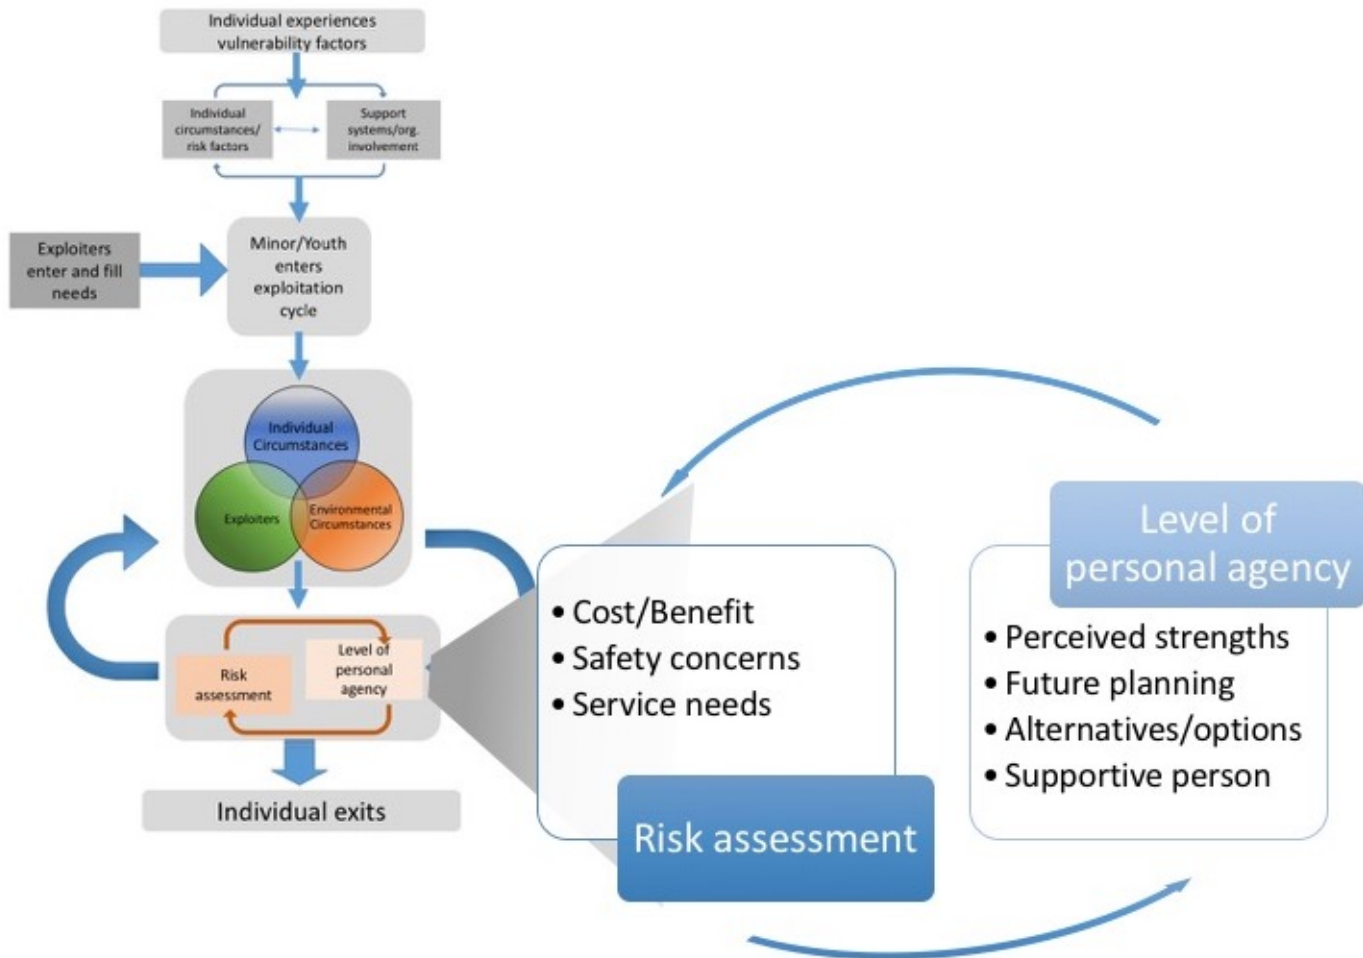 Individual experiences
vulnerability factors
Individual
circumstances/
risk factors
Support
systems/org.
involvement
Exploiters
enter and fill
needs
Minor/Youth
enters
exploitation
cycle
Individual
Circumstances
Exploiters
Environmental
Circumstances
Risk
assessment
Level of
personal
agency
Individual exits
• Cost/Benefit
• Safety concerns
• Service needs
Risk assessment
Level of
personal agency
• Perceived strengths
• Future planning
• Alternatives/options
• Supportive person